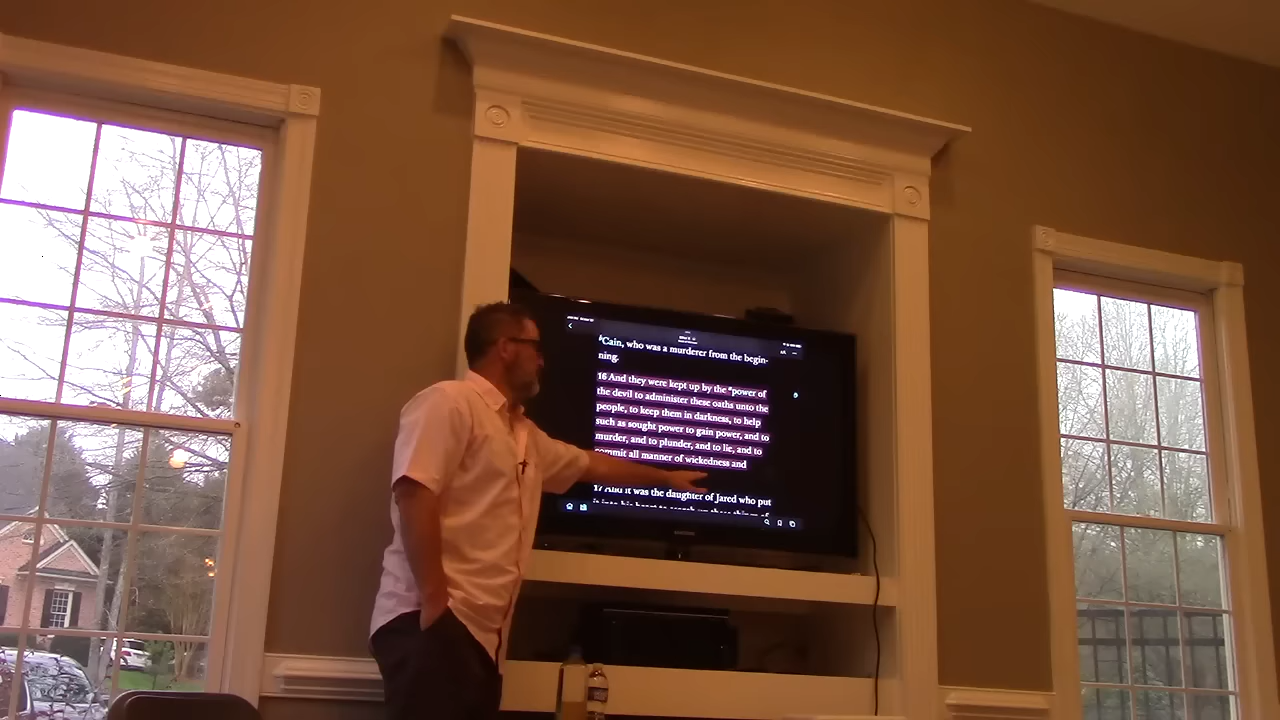 Cain, who was a murderer from the begin-
ning.
16 And they were kept up by the power of
the devil to administer these oaths unto the
people, to keep them in darkness, to help
such as sought power to gain power, and to
murder, and to plunder, and to lie, and to
commit all manner of wickedness and
17 And it was the daughter of Jared who put
SAMSUNG